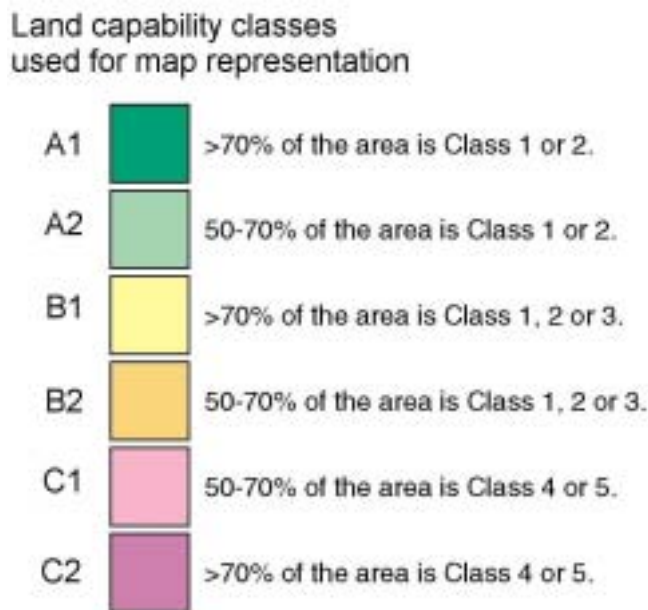 Land capability classes
used for map representation
A1 >70% of the area is Class 1 or 2.
A2 50-70% of the area is Class 1 or 2.
B1 >70% of the area is Class 1, 2 or 3.
B2 50-70% of the area is Class 1, 2 or 3.
C1 50-70% of the area is Class 4 or 5.
C2 >70% of the area is Class 4 or 5.